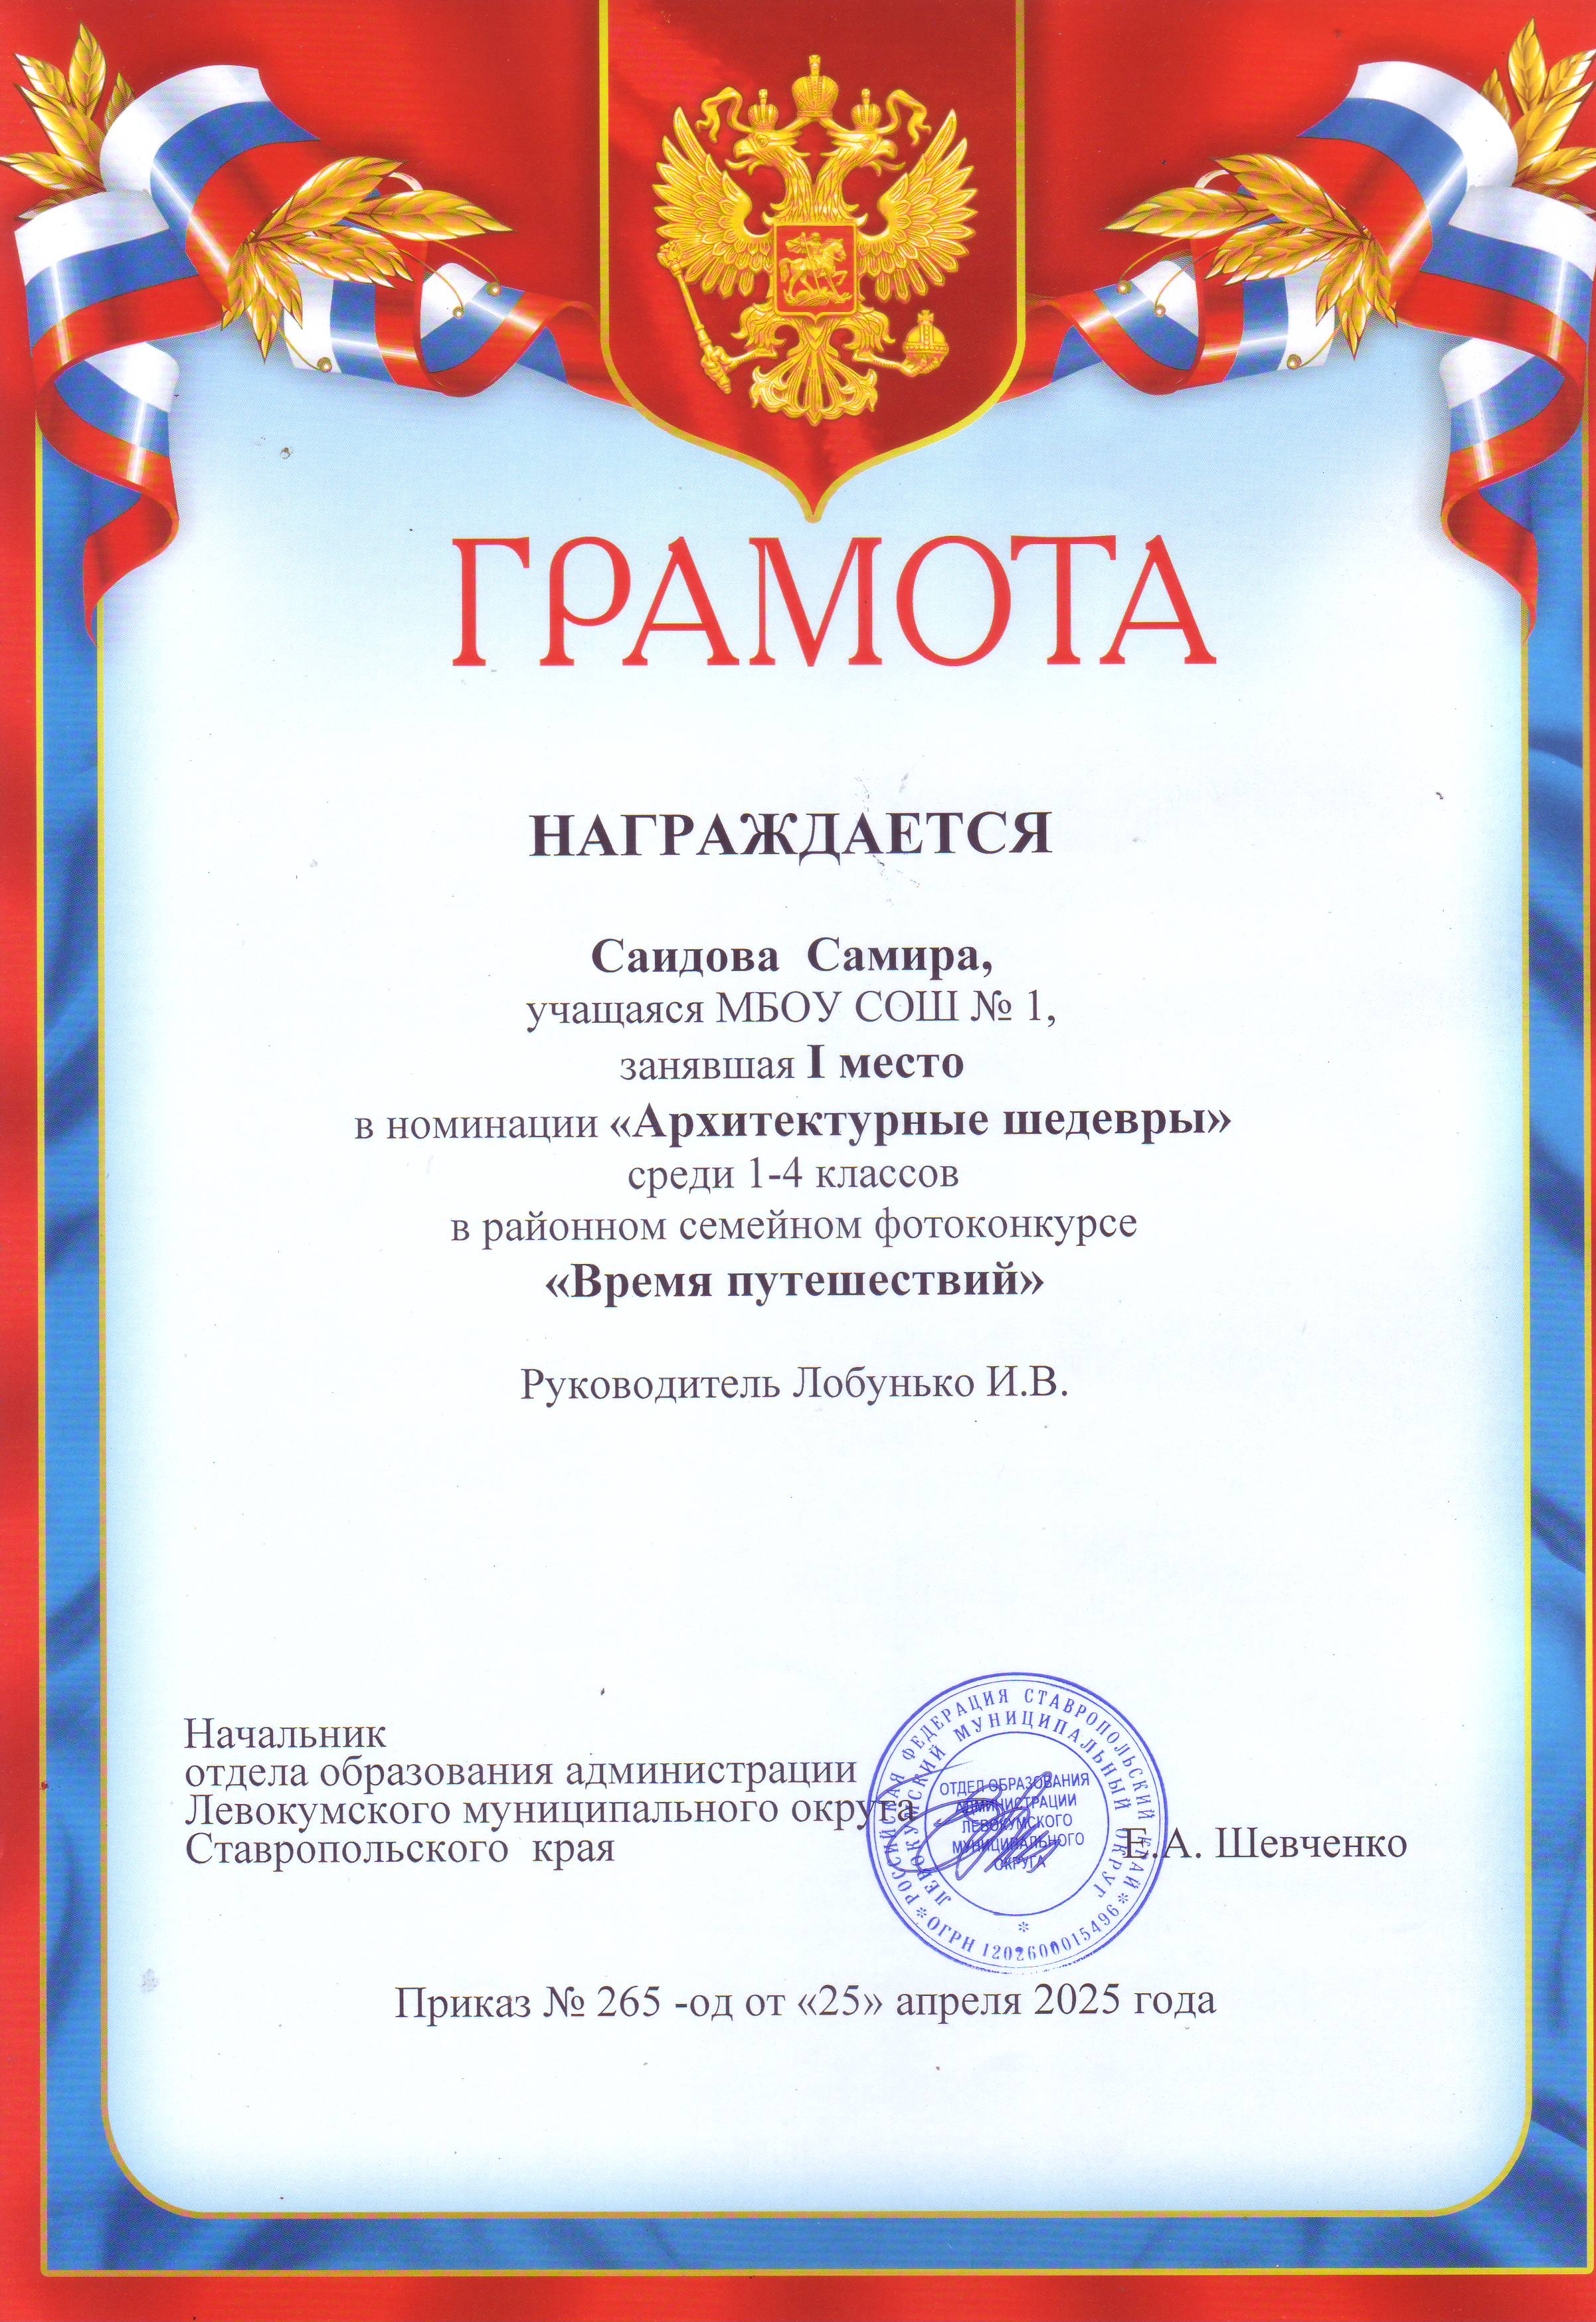 ГРАМОТА
НАГРАЖДАЕТСЯ
Саидова Самира,
учащаяся МБОУ СОШ № 1,
занявшая I место
в номинации «Архитектурные шедевры»
среди 1-4 классов
в районном семейном фотоконкурсе
«Время путешествий»
Руководитель Лобунько И.В.
Начальник
отдела образования администрации
Левокумского муниципального округа
Ставропольского края
Е.А. Шевченко
РОССИЙСКАЯ ФЕДЕРАЦИЯ СТАВРОПОЛЬСКИЙ КРАЙ
* ОГРН 1202600015496 *
ЛЕВОКУМСКИЙ МУНИЦИПАЛЬНЫЙ ОКРУГ
*
ОТДЕЛ ОБРАЗОВАНИЯ
АДМИНИСТРАЦИИ
ЛЕВОКУМСКОГО
МУНИЦИПАЛЬНОГО
ОКРУГА
Приказ № 265 -од от «25» апреля 2025 года